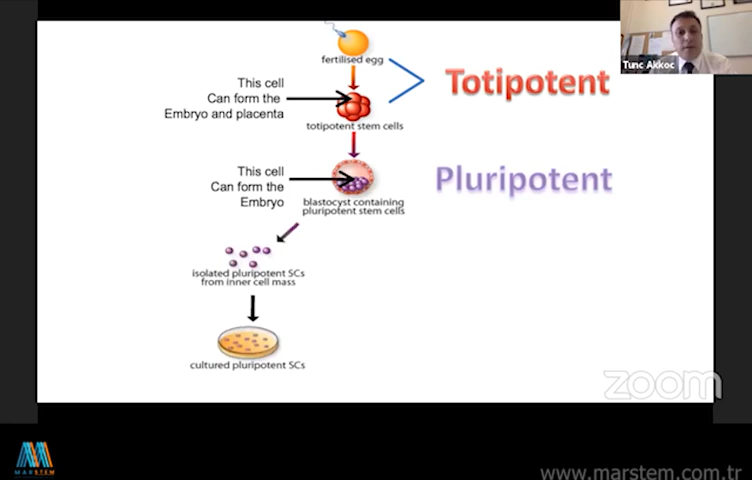 Tunc Akkoc
fertilised egg
Totipotent
This cell
Can form the
Embryo and placenta
totipotent stem cells
This cell
Can form the
Embryo
Pluripotent
blastocyst containing
pluripotent stem cells
isolated pluripotent SCs
from inner cell mass
cultured pluripotent SCs
zoom
MARSTEM
www.marstem.com.tr